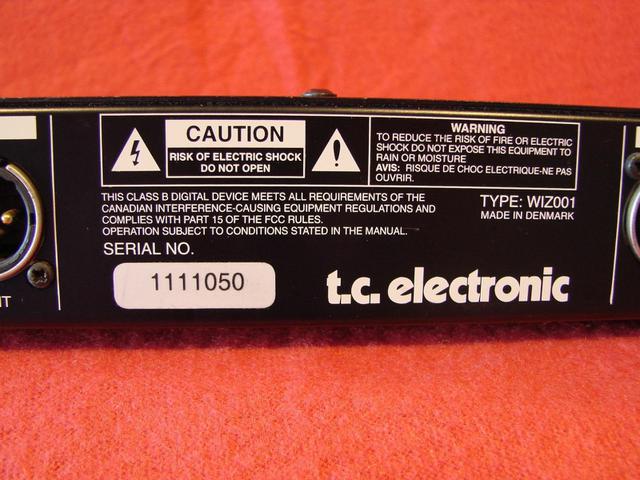 CAUTION
RISK OF ELECTRIC SHOCK
DO NOT OPEN
WARNING
TO REDUCE THE RISK OF FIRE OR ELECTRIC
SHOCK DO NOT EXPOSE THIS EQUIPMENT TO
RAIN OR MOISTURE
AVIS: RISQUE DE CHOC ELECTRIQUE-NE PAS
OUVRIR.
THIS CLASS B DIGITAL DEVICE MEETS ALL REQUIREMENTS OF THE
CANADIAN INTERFERENCE-CAUSING EQUIPMENT REGULATIONS AND
COMPLIES WITH PART 15 OF THE FCC RULES.
OPERATION SUBJECT TO CONDITIONS STATED IN THE MANUAL.
TYPE: WIZ001
MADE IN DENMARK
SERIAL NO.
1111050
t.c. electronic